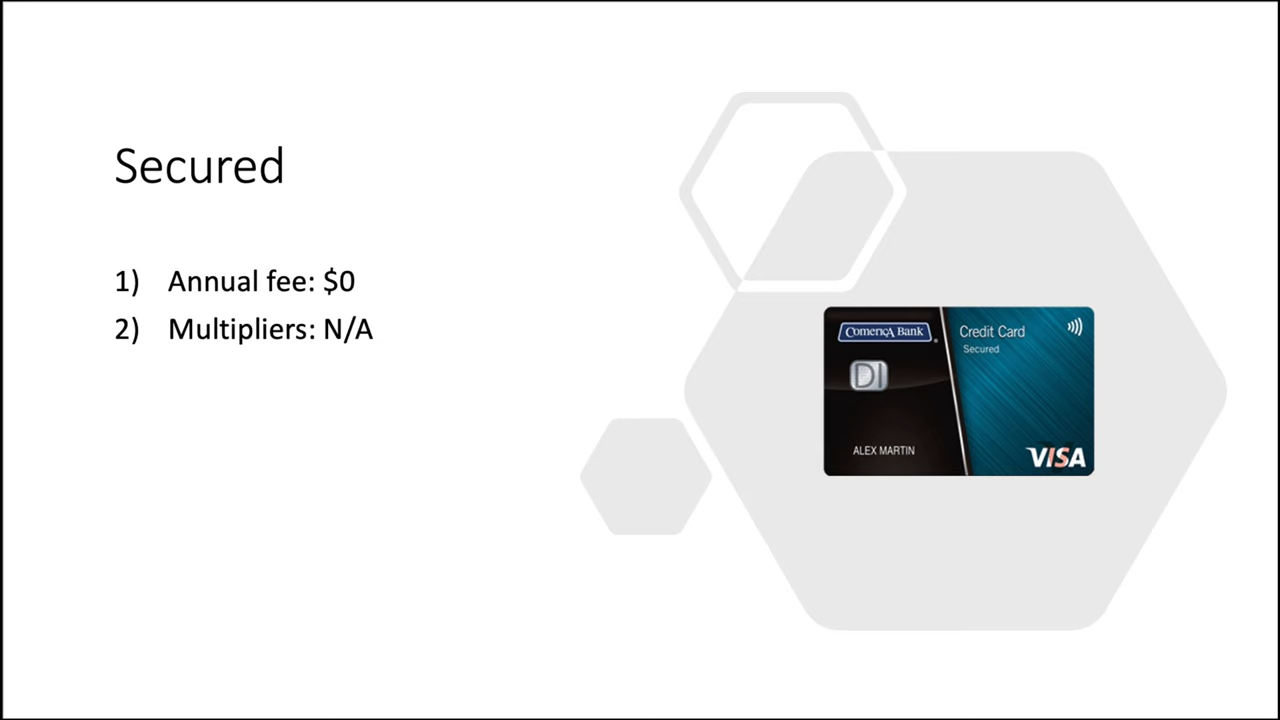 Secured
1) Annual fee: $0
2) Multipliers: N/A
Comerica Bank
Credit Card
Secured
ALEX MARTIN
VISA